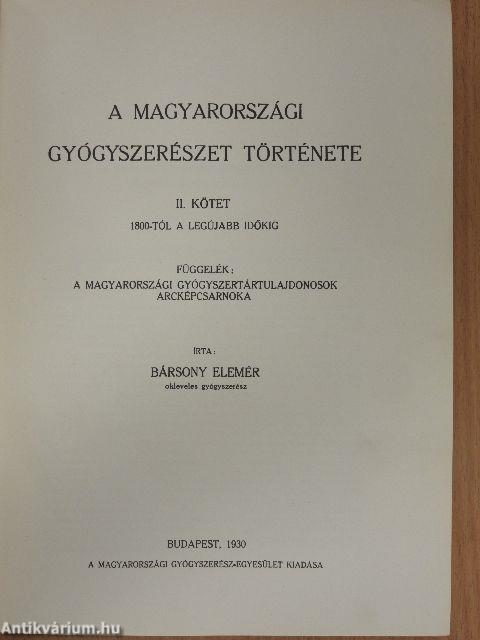 A MAGYARORSZÁGI
GYÓGYSZERÉSZET TÖRTÉNETE
II. KÖTET
1800-TÓL A LEGÚJABB IDŐKIG
FÜGGELÉK:
A MAGYARORSZÁGI GYÓGYSZERTÁRTULAJDONOSOK
ARCKÉPCSARNOKA
ÍRTA:
BÁRSONY ELEMÉR
okleveles gyógyszerész
BUDAPEST, 1930
A MAGYARORSZÁGI GYÓGYSZERÉSZ-EGYESÜLET KIADÁSA
Antikvárium.hu